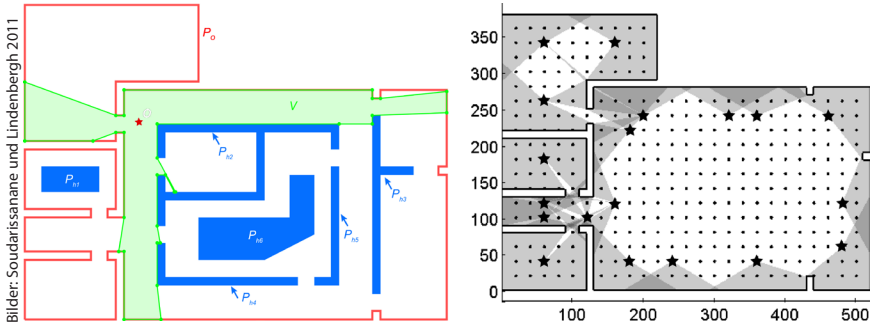 Bilder: Soudarissanane und Lindenbergh 2011
Po
V
Ph2
Ph1
Ph3
Ph6
Ph5
Ph4
350
300
250
200
150
100
50
0
100 200 300 400 500